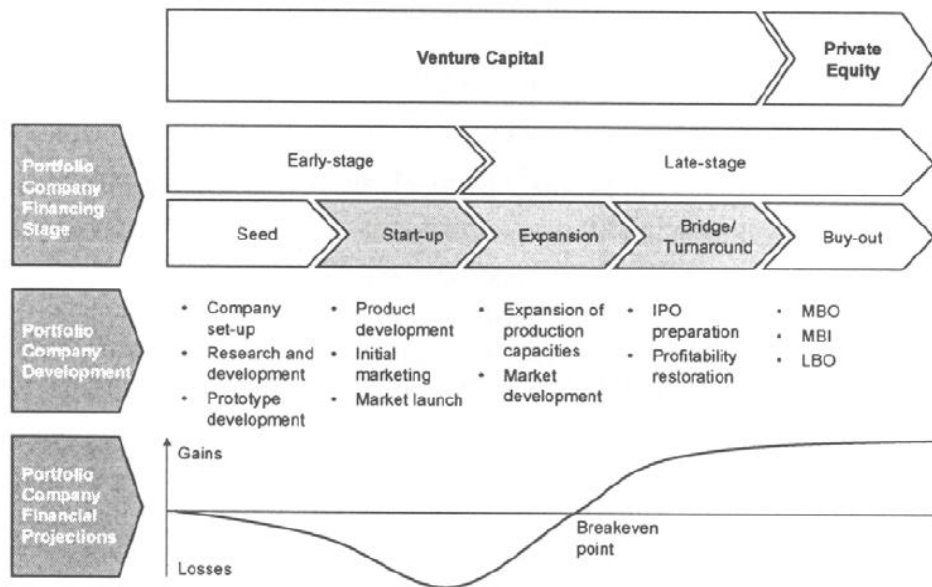 Venture Capital
Private
Equity
Portfolio
Company
Financing
Stage
Early-stage
Late-stage
Seed
Start-up
Expansion
Bridge/
Turnaround
Buy-out
Portfolio
Company
Development
• Company
set-up
• Research and
development
• Prototype
development
• Product
development
• Initial
marketing
• Market launch
• Expansion of
production
capacities
• Market
development
• IPO
preparation
• Profitability
restoration
• MBO
• MBI
• LBO
Portfolio
Company
Financial
Projections
Gains
Breakeven
point
Losses